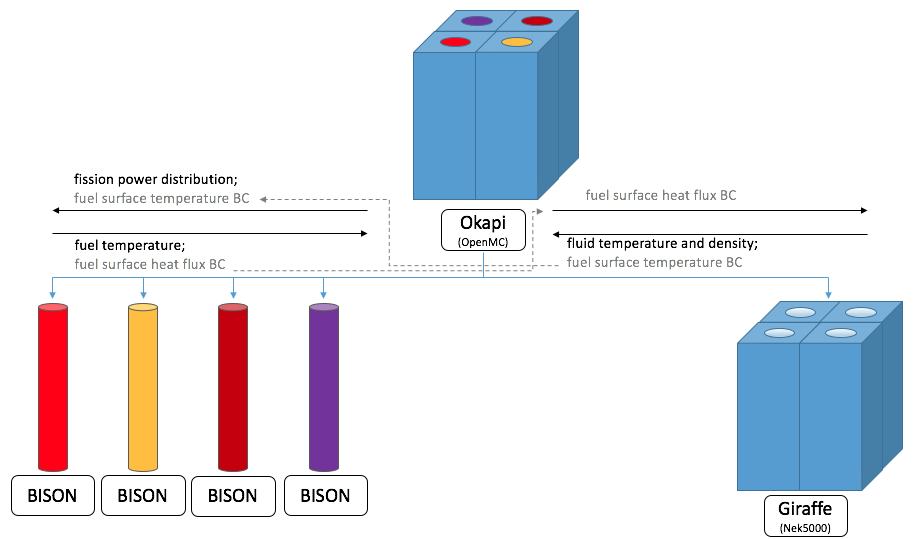 fission power distribution;
fuel surface temperature BC
fuel surface heat flux BC
Okapi
(OpenMC)
fuel temperature;
fuel surface heat flux BC
fluid temperature and density;
fuel surface temperature BC
BISON
BISON
BISON
BISON
Giraffe
(Nek5000)